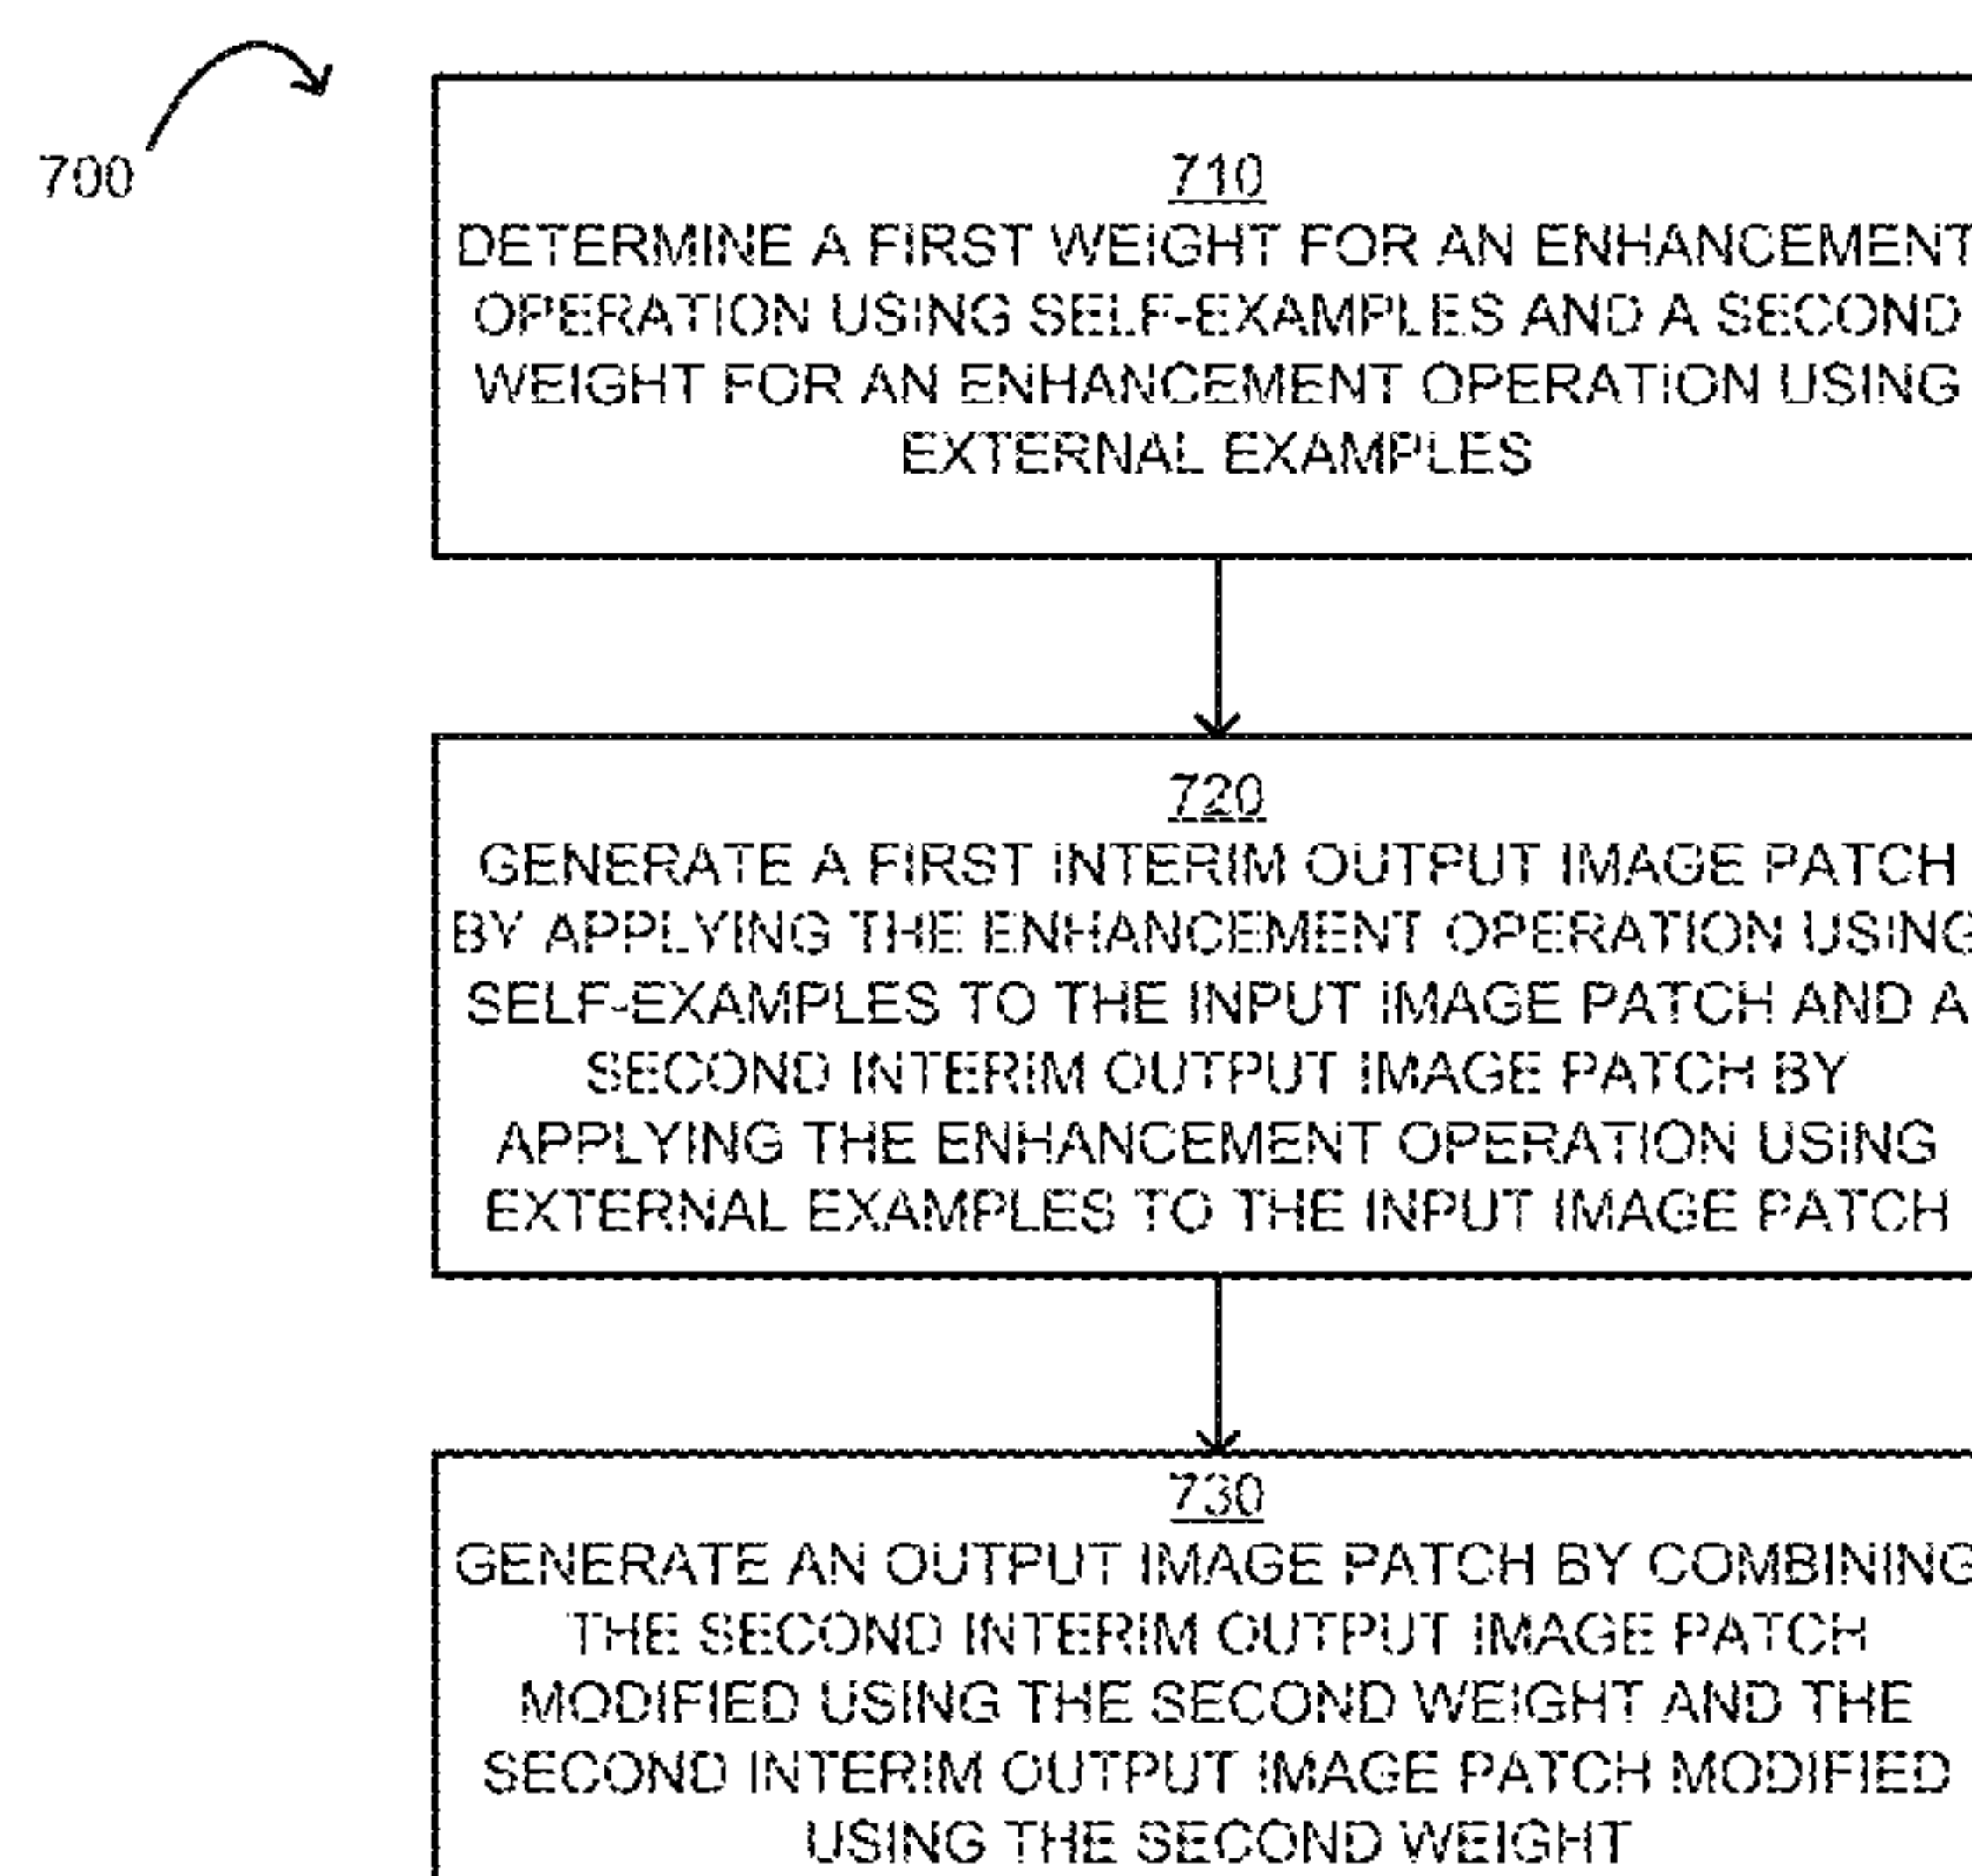 700
710
DETERMINE A FIRST WEIGHT FOR AN ENHANCEMENT
OPERATION USING SELF-EXAMPLES AND A SECOND
WEIGHT FOR AN ENHANCEMENT OPERATION USING
EXTERNAL EXAMPLES
720
GENERATE A FIRST INTERIM OUTPUT IMAGE PATCH
BY APPLYING THE ENHANCEMENT OPERATION USING
SELF-EXAMPLES TO THE INPUT IMAGE PATCH AND A
SECOND INTERIM OUTPUT IMAGE PATCH BY
APPLYING THE ENHANCEMENT OPERATION USING
EXTERNAL EXAMPLES TO THE INPUT IMAGE PATCH
730
GENERATE AN OUTPUT IMAGE PATCH BY COMBINING
THE SECOND INTERIM OUTPUT IMAGE PATCH
MODIFIED USING THE SECOND WEIGHT AND THE
SECOND INTERIM OUTPUT IMAGE PATCH MODIFIED
USING THE SECOND WEIGHT